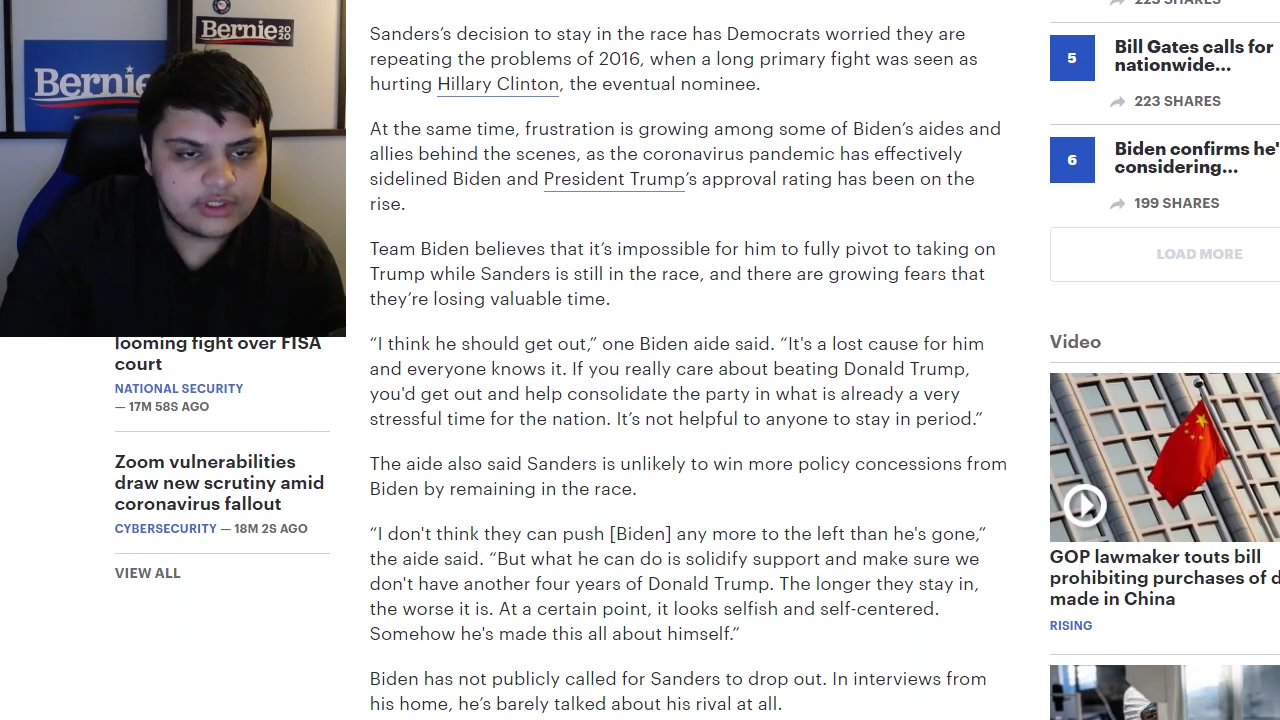 Bernie
2020
Bernie
Sanders’s decision to stay in the race has Democrats worried they are
repeating the problems of 2016, when a long primary fight was seen as
hurting Hillary Clinton, the eventual nominee.
At the same time, frustration is growing among some of Biden’s aides and
allies behind the scenes, as the coronavirus pandemic has effectively
sidelined Biden and President Trump’s approval rating has been on the
rise.
Team Biden believes that it’s impossible for him to fully pivot to taking on
Trump while Sanders is still in the race, and there are growing fears that
they’re losing valuable time.
“I think he should get out,” one Biden aide said. “It's a lost cause for him
and everyone knows it. If you really care about beating Donald Trump,
you'd get out and help consolidate the party in what is already a very
stressful time for the nation. It’s not helpful to anyone to stay in period.”
The aide also said Sanders is unlikely to win more policy concessions from
Biden by remaining in the race.
“I don't think they can push [Biden] any more to the left than he's gone,”
the aide said. “But what he can do is solidify support and make sure we
don't have another four years of Donald Trump. The longer they stay in,
the worse it is. At a certain point, it looks selfish and self-centered.
Somehow he's made this all about himself.”
Biden has not publicly called for Sanders to drop out. In interviews from
his home, he’s barely talked about his rival at all.
looming fight over FISA
court
NATIONAL SECURITY
— 17M 58S AGO
Zoom vulnerabilities
draw new scrutiny amid
coronavirus fallout
CYBERSECURITY — 18M 2S AGO
VIEW ALL
223 SHARES
5
Bill Gates calls for
nationwide...
223 SHARES
6
Biden confirms he'
considering...
199 SHARES
LOAD MORE
Video
GOP lawmaker touts bill
prohibiting purchases of d
made in China
RISING